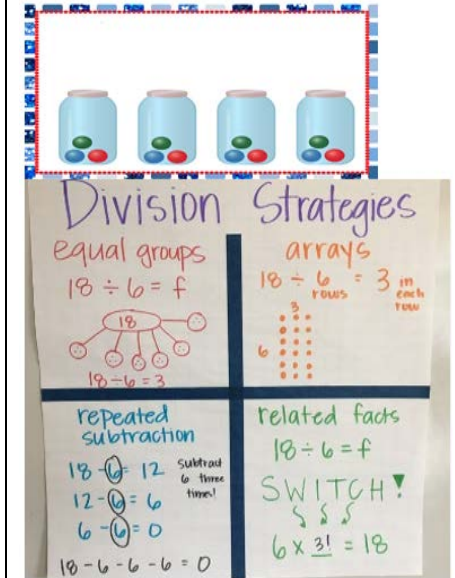 Division Strategies
equal groups
18 ÷ 6 = f
18
18 ÷ 6 = 3
arrays
18 ÷ 6 = 3 in each row
rows
3
6
repeated
subtraction
18 - 6 = 12
12 - 6 = 6
6 - 6 = 0
subtract
6 three
times!
18 - 6 - 6 - 6 = 0
related facts
18 ÷ 6 = f
SWITCH!
6 x 3! = 18